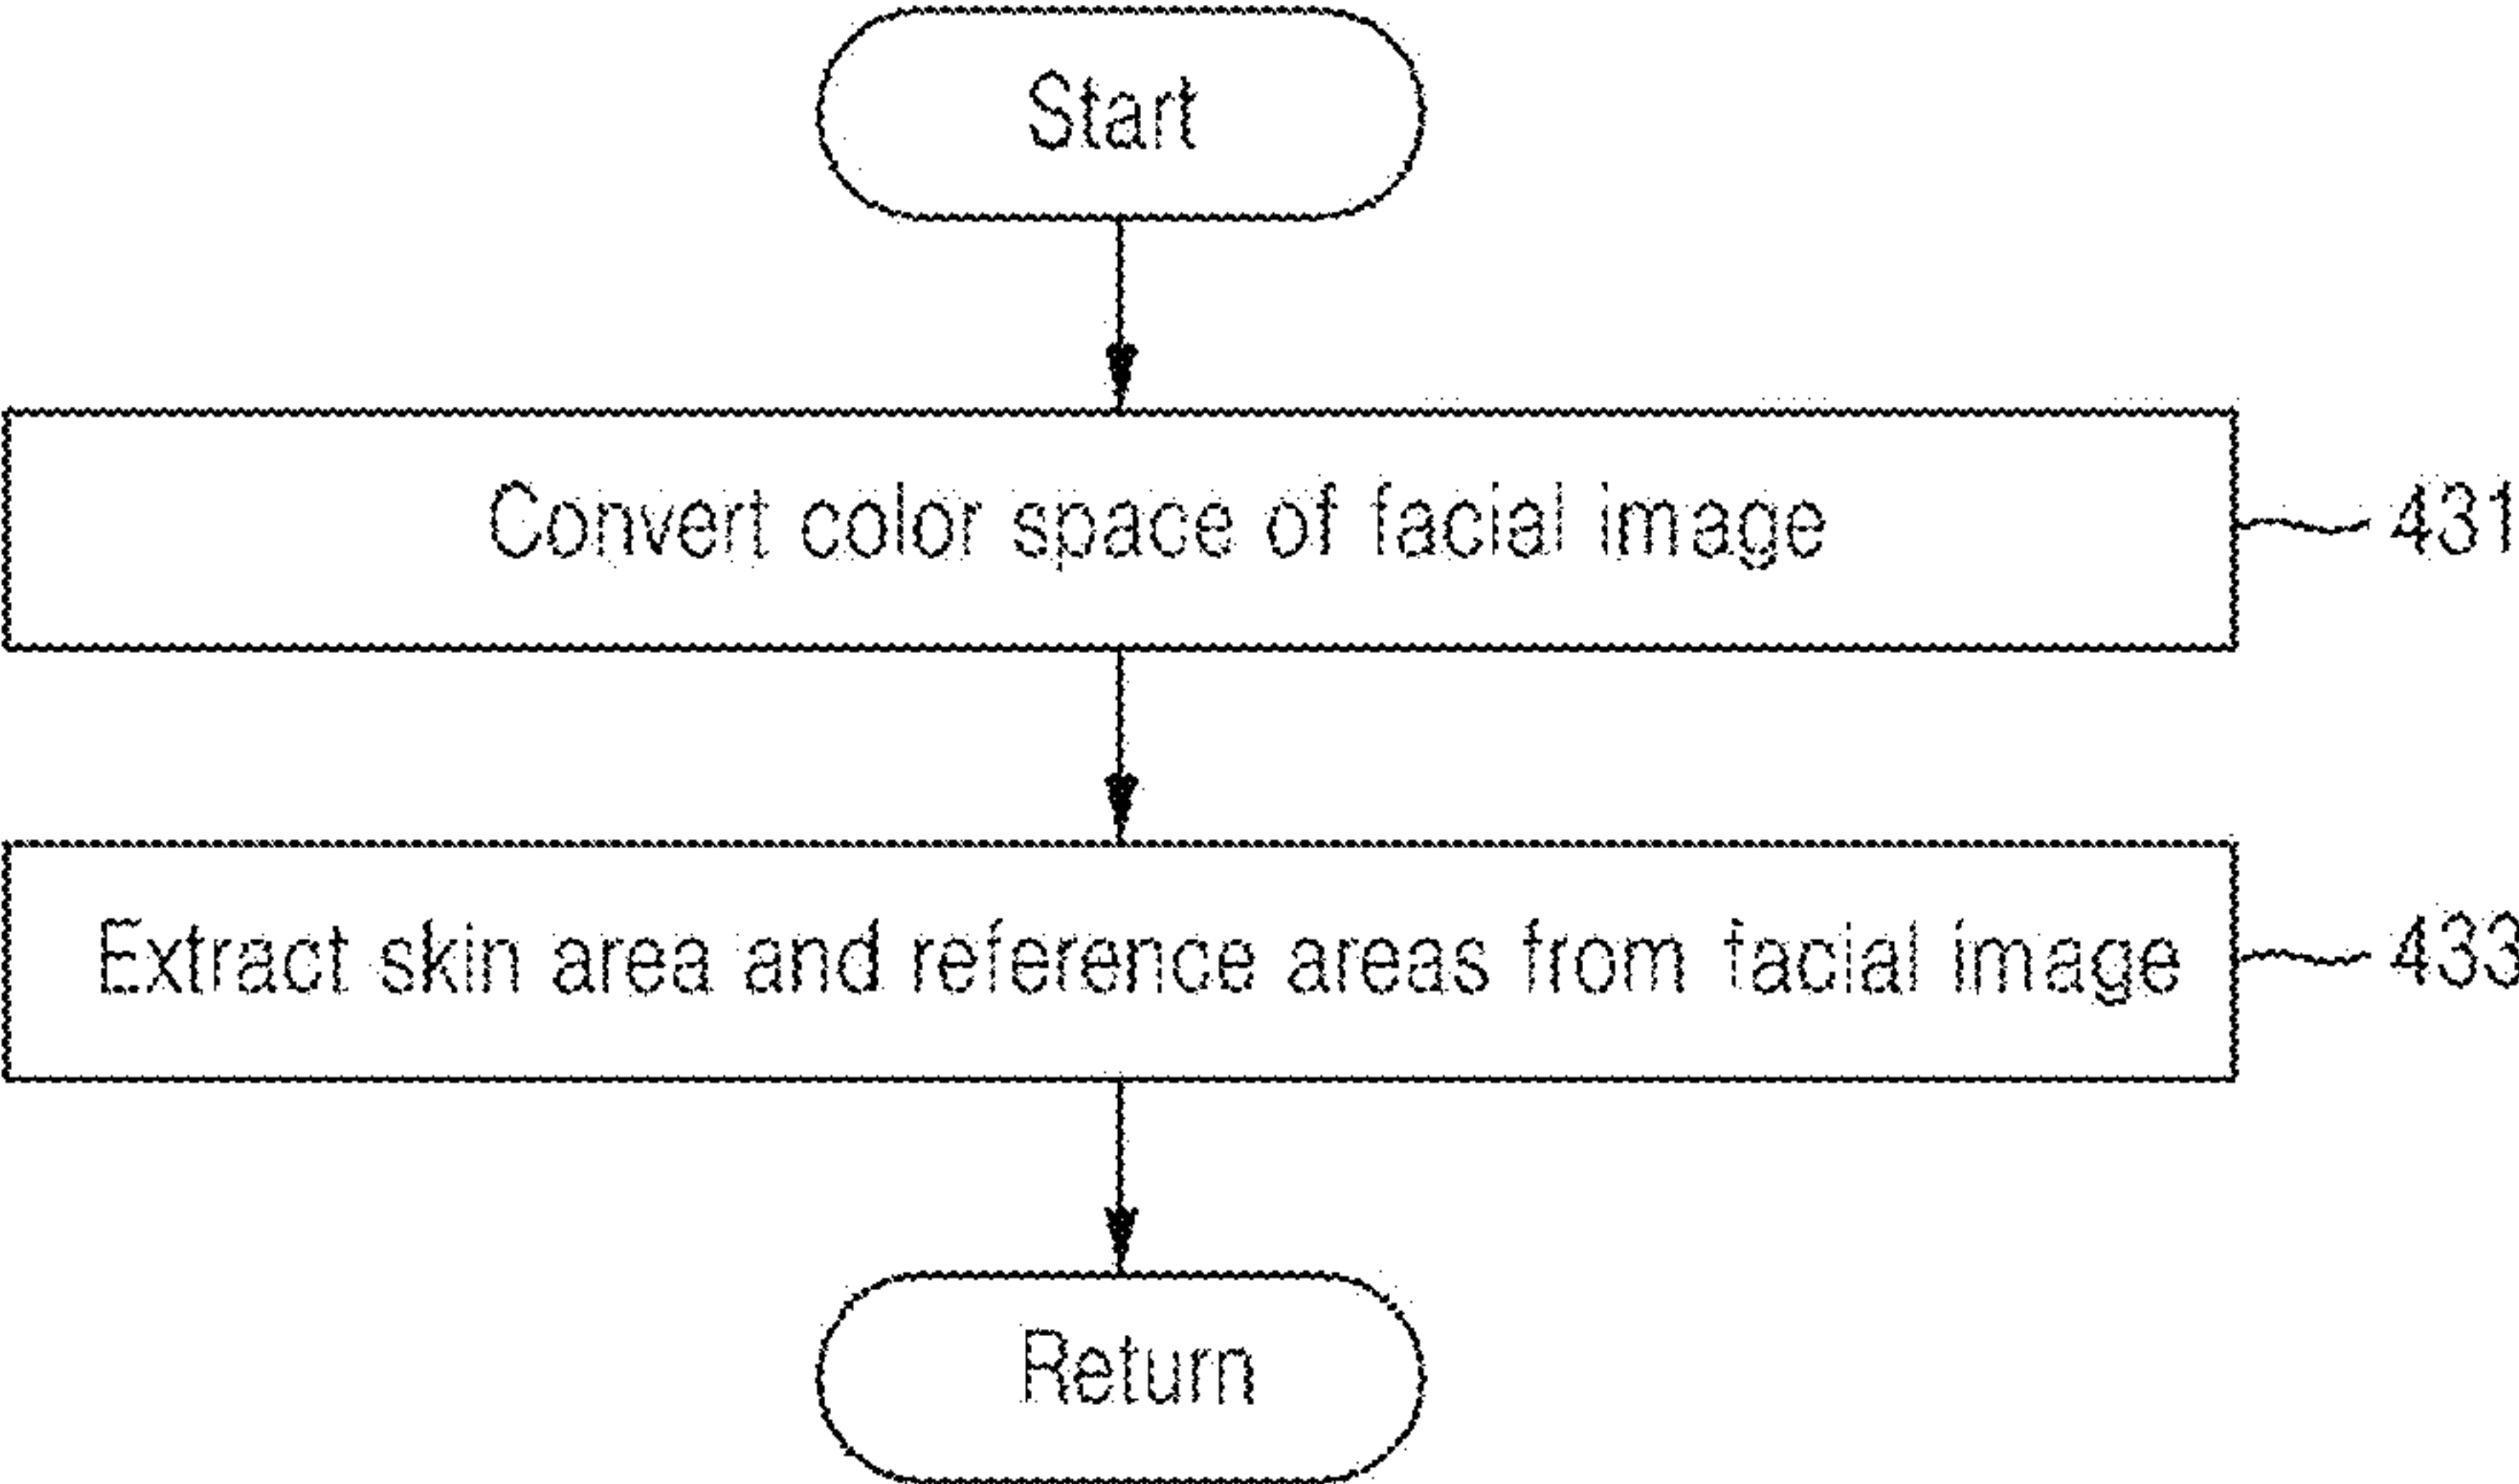 Start
Convert color space of facial image
431
Extract skin area and reference areas from facial image
433
Return